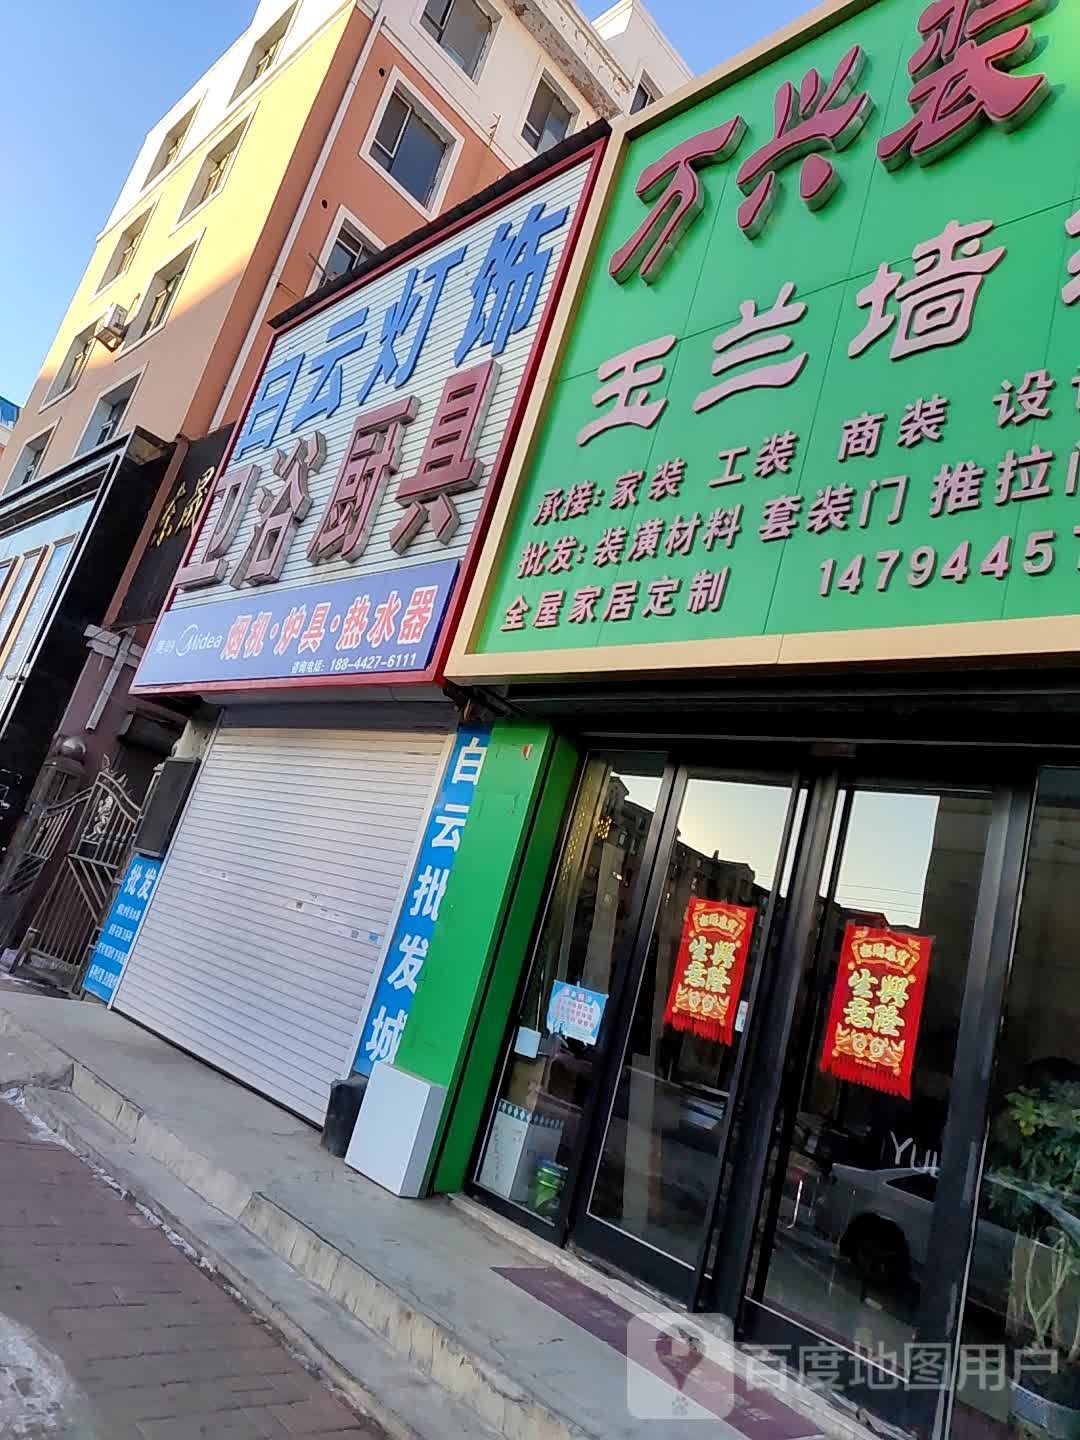 万兴装
玉兰墙
承接:家装 工装 商装 设
批发:装潢材料 套装门 推拉门
全屋家居定制 1479445
白云灯饰
卫浴厨具
美的 Midea 烟机·炉具·热水器
咨询电话: 188-4427-6111
白云批发城
批发
生意
興隆
生意
興隆
YU
百度地图用户